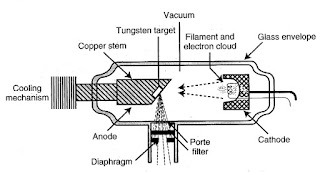 Vacuum
Tungsten target
Filament and
electron cloud
Glass envelope
Copper stem
Cooling
mechanism
Anode
Porte
filter
Cathode
Diaphragm